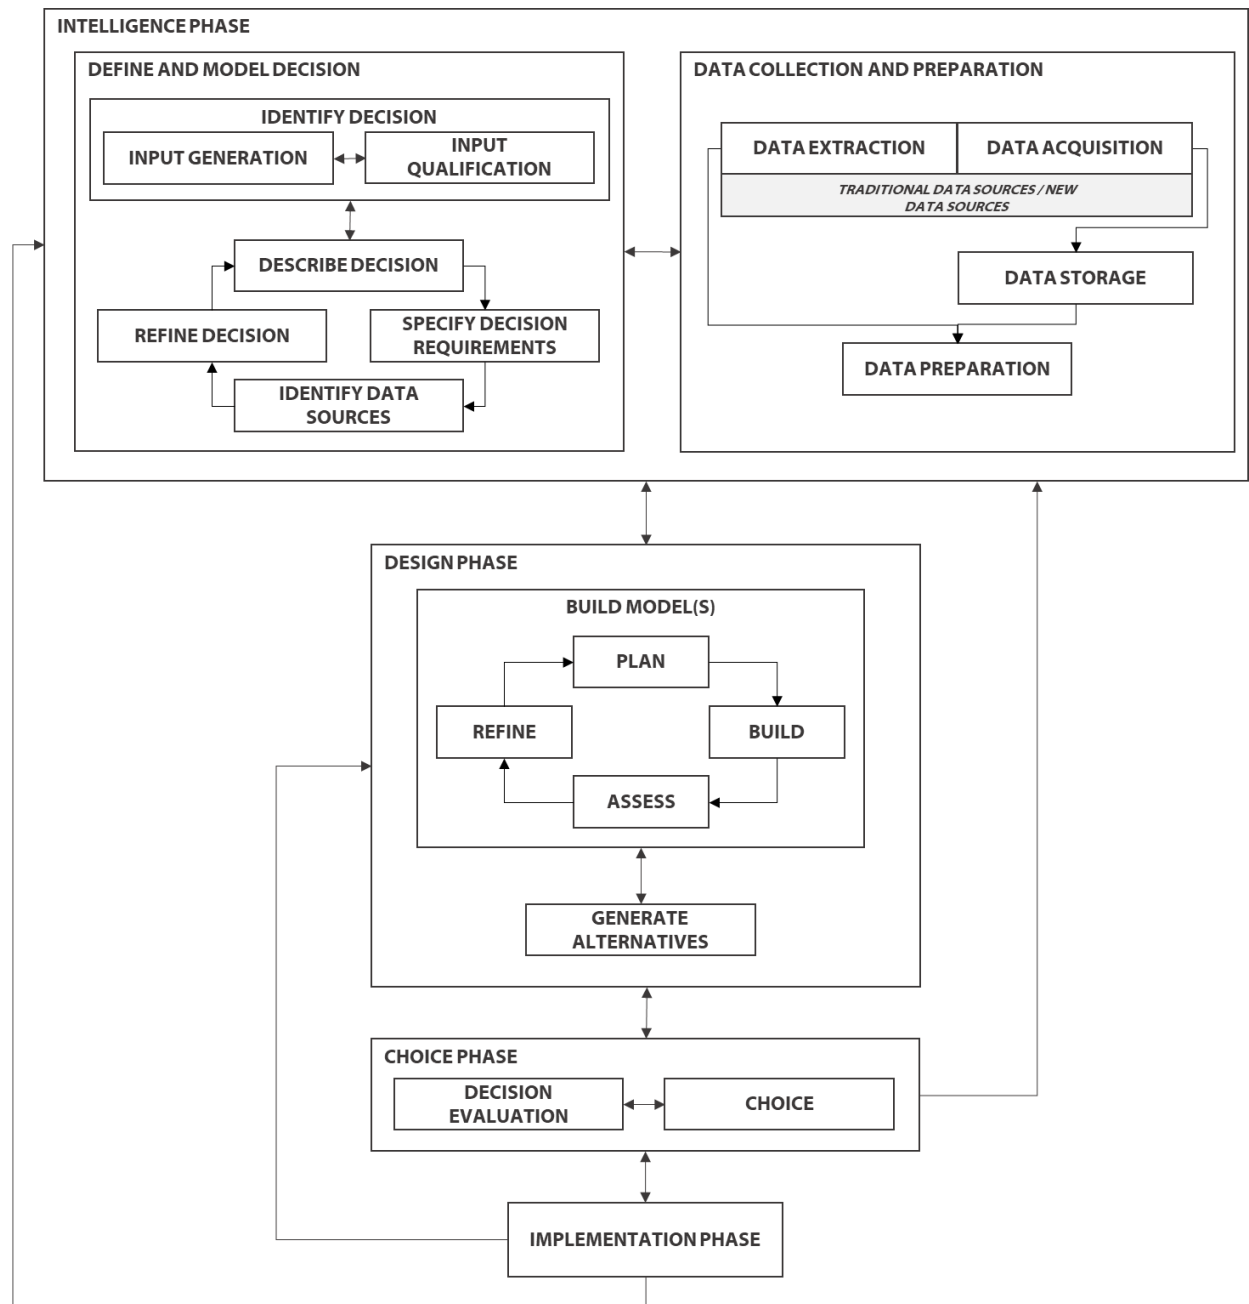 INTELLIGENCE PHASE
DEFINE AND MODEL DECISION
IDENTIFY DECISION
INPUT GENERATION
INPUT
QUALIFICATION
DESCRIBE DECISION
REFINE DECISION
SPECIFY DECISION
REQUIREMENTS
IDENTIFY DATA
SOURCES
DATA COLLECTION AND PREPARATION
DATA EXTRACTION
DATA ACQUISITION
TRADITIONAL DATA SOURCES / NEW
DATA SOURCES
DATA STORAGE
DATA PREPARATION
DESIGN PHASE
BUILD MODEL(S)
PLAN
REFINE
BUILD
ASSESS
GENERATE
ALTERNATIVES
CHOICE PHASE
DECISION
EVALUATION
CHOICE
IMPLEMENTATION PHASE